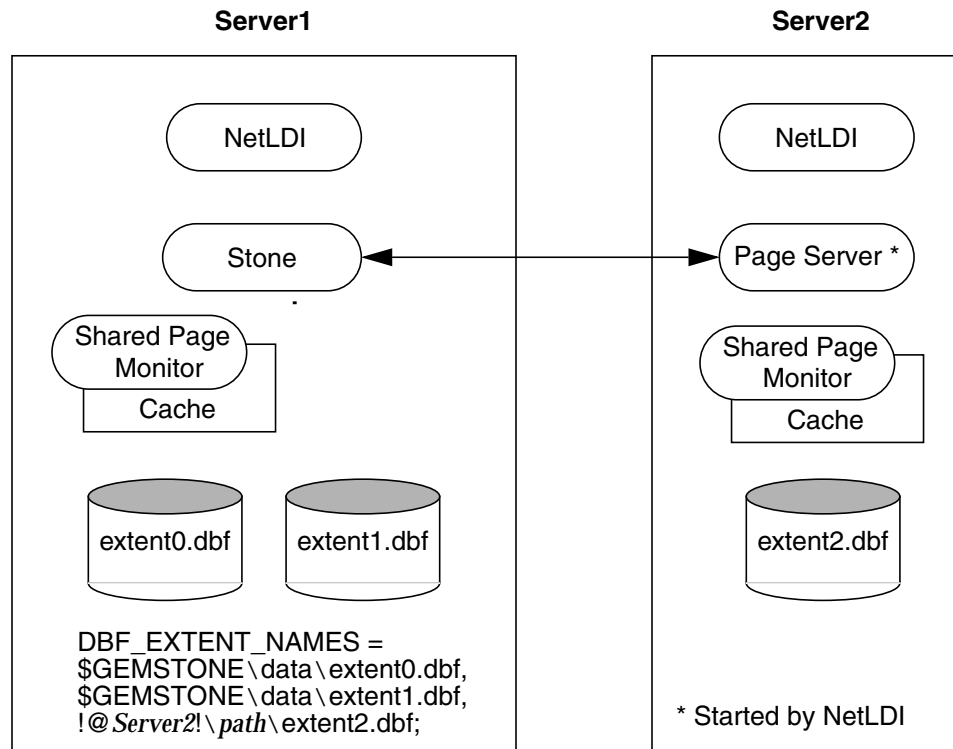 Server1
Server2
NetLDI
NetLDI
Stone
Page Server *
Shared Page
Monitor
Cache
Shared Page
Monitor
Cache
extent0.dbf
extent1.dbf
extent2.dbf
DBF_EXTENT_NAMES =
$GEMSTONE\data\extent0.dbf,
$GEMSTONE\data\extent1.dbf,
!@Server2!\path\extent2.dbf;
* Started by NetLDI